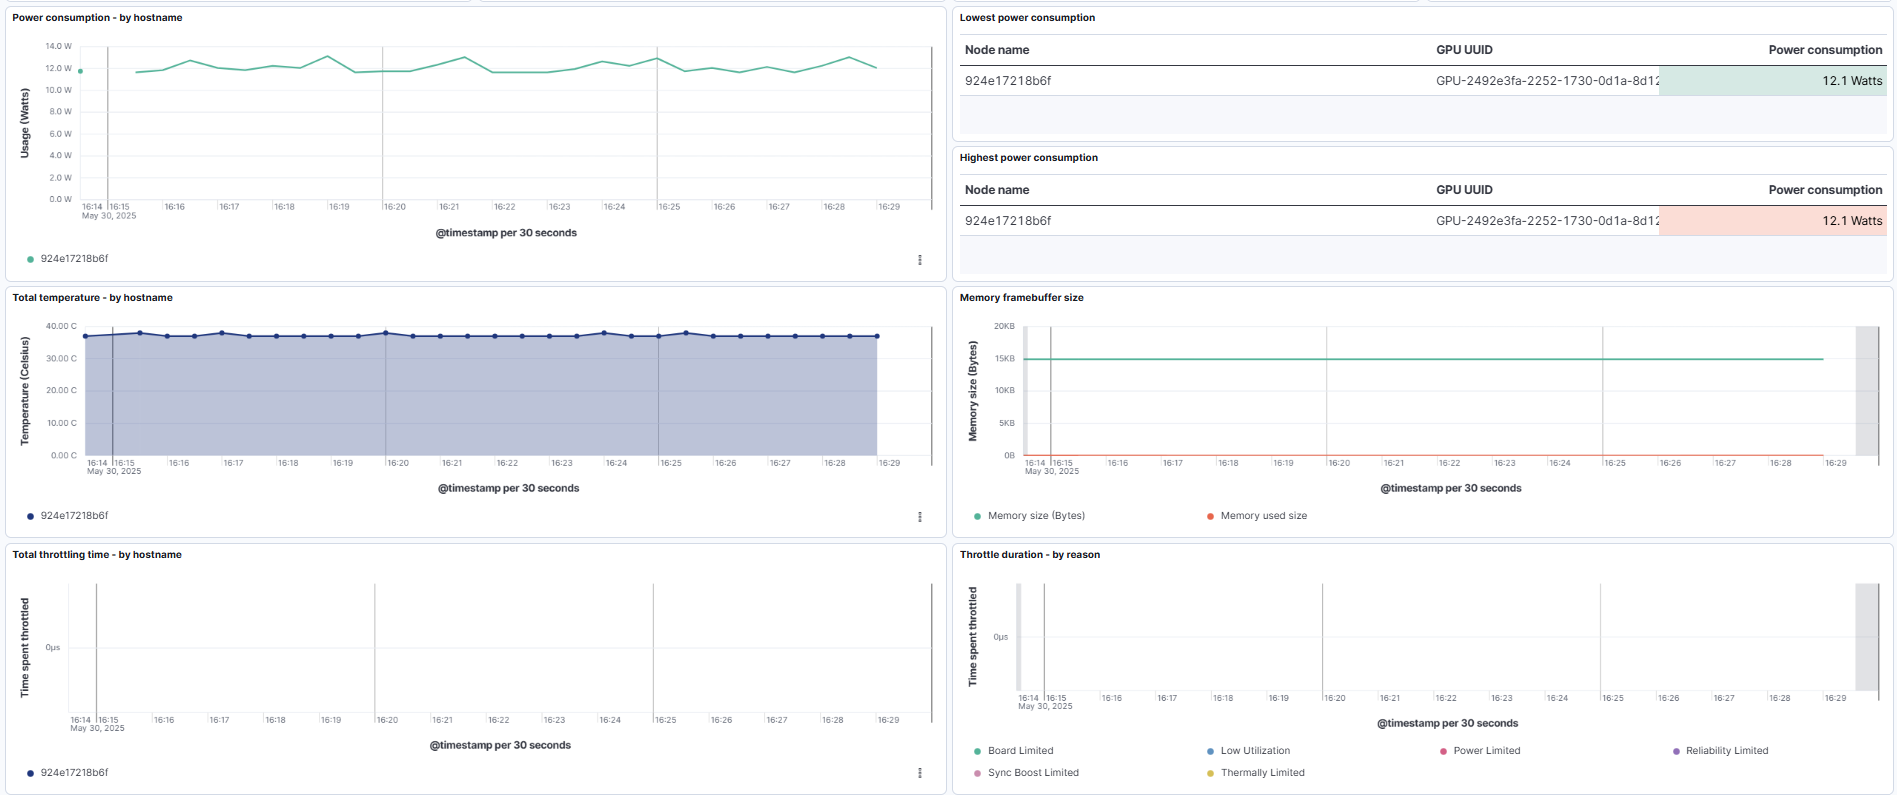 Power consumption - by hostname
14.0 W
12.0 W
10.0 W
8.0 W
6.0 W
4.0 W
2.0 W
0.0 W
Usage (Watts)
16:14 16:15 16:16 16:17 16:18 16:19 16:20 16:21 16:22 16:23 16:24 16:25 16:26 16:27 16:28 16:29
May 30, 2025
@timestamp per 30 seconds
924e17218b6f
Lowest power consumption
Node name GPU UUID Power consumption
924e17218b6f GPU-2492e3fa-2252-1730-0d1a-8d12 12.1 Watts
Highest power consumption
Node name GPU UUID Power consumption
924e17218b6f GPU-2492e3fa-2252-1730-0d1a-8d12 12.1 Watts
Total temperature - by hostname
40.00 C
30.00 C
20.00 C
10.00 C
0.00 C
Temperature (Celsius)
16:14 16:15 16:16 16:17 16:18 16:19 16:20 16:21 16:22 16:23 16:24 16:25 16:26 16:27 16:28 16:29
May 30, 2025
@timestamp per 30 seconds
924e17218b6f
Memory framebuffer size
20KB
15KB
10KB
5KB
0B
Memory size (Bytes)
16:14 16:15 16:16 16:17 16:18 16:19 16:20 16:21 16:22 16:23 16:24 16:25 16:26 16:27 16:28 16:29
May 30, 2025
@timestamp per 30 seconds
Memory size (Bytes) Memory used size
Total throttling time - by hostname
0µs
Time spent throttled
16:14 16:15 16:16 16:17 16:18 16:19 16:20 16:21 16:22 16:23 16:24 16:25 16:26 16:27 16:28 16:29
May 30, 2025
@timestamp per 30 seconds
924e17218b6f
Throttle duration - by reason
0µs
Time spent throttled
16:14 16:15 16:16 16:17 16:18 16:19 16:20 16:21 16:22 16:23 16:24 16:25 16:26 16:27 16:28 16:29
May 30, 2025
@timestamp per 30 seconds
Board Limited Low Utilization Power Limited Reliability Limited
Sync Boost Limited Thermally Limited